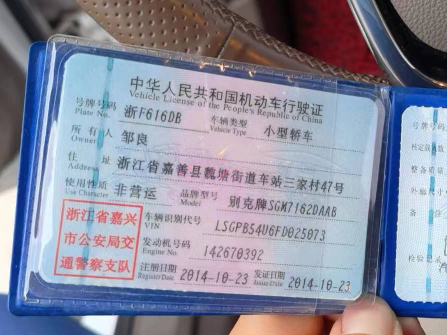 中华人民共和国机动车行驶证
Vehicle License of the People's Republic of China
号牌号码 浙F616DB 车辆类型 小型轿车
Plate No. Vehicle Type
所有人 邹良
Owner
住址 浙江省嘉善县魏塘街道车站三家村47号
Address
使用性质 非营运 品牌型号 别克牌SGM7162DAAB
Use Character Model
浙江省嘉兴
市公安局交
通警察支队
车辆识别代号 LSGPB54U6FD025073
VIN
发动机号码 142670392
Engine No.
注册日期 2014-10-23 发证日期 2014-10-23
Register Date Issue Date
号牌号码